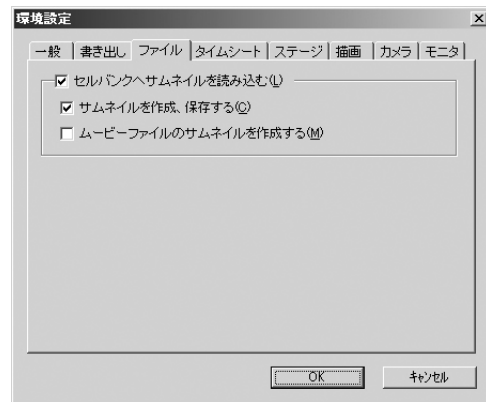 環境設定
一般 書き出し ファイル タイムシート ステージ 描画 カメラ モニタ
セルバンクへサムネイルを読み込む(L)
サムネイルを作成、保存する(C)
ムービーファイルのサムネイルを作成する(M)
OK キャンセル